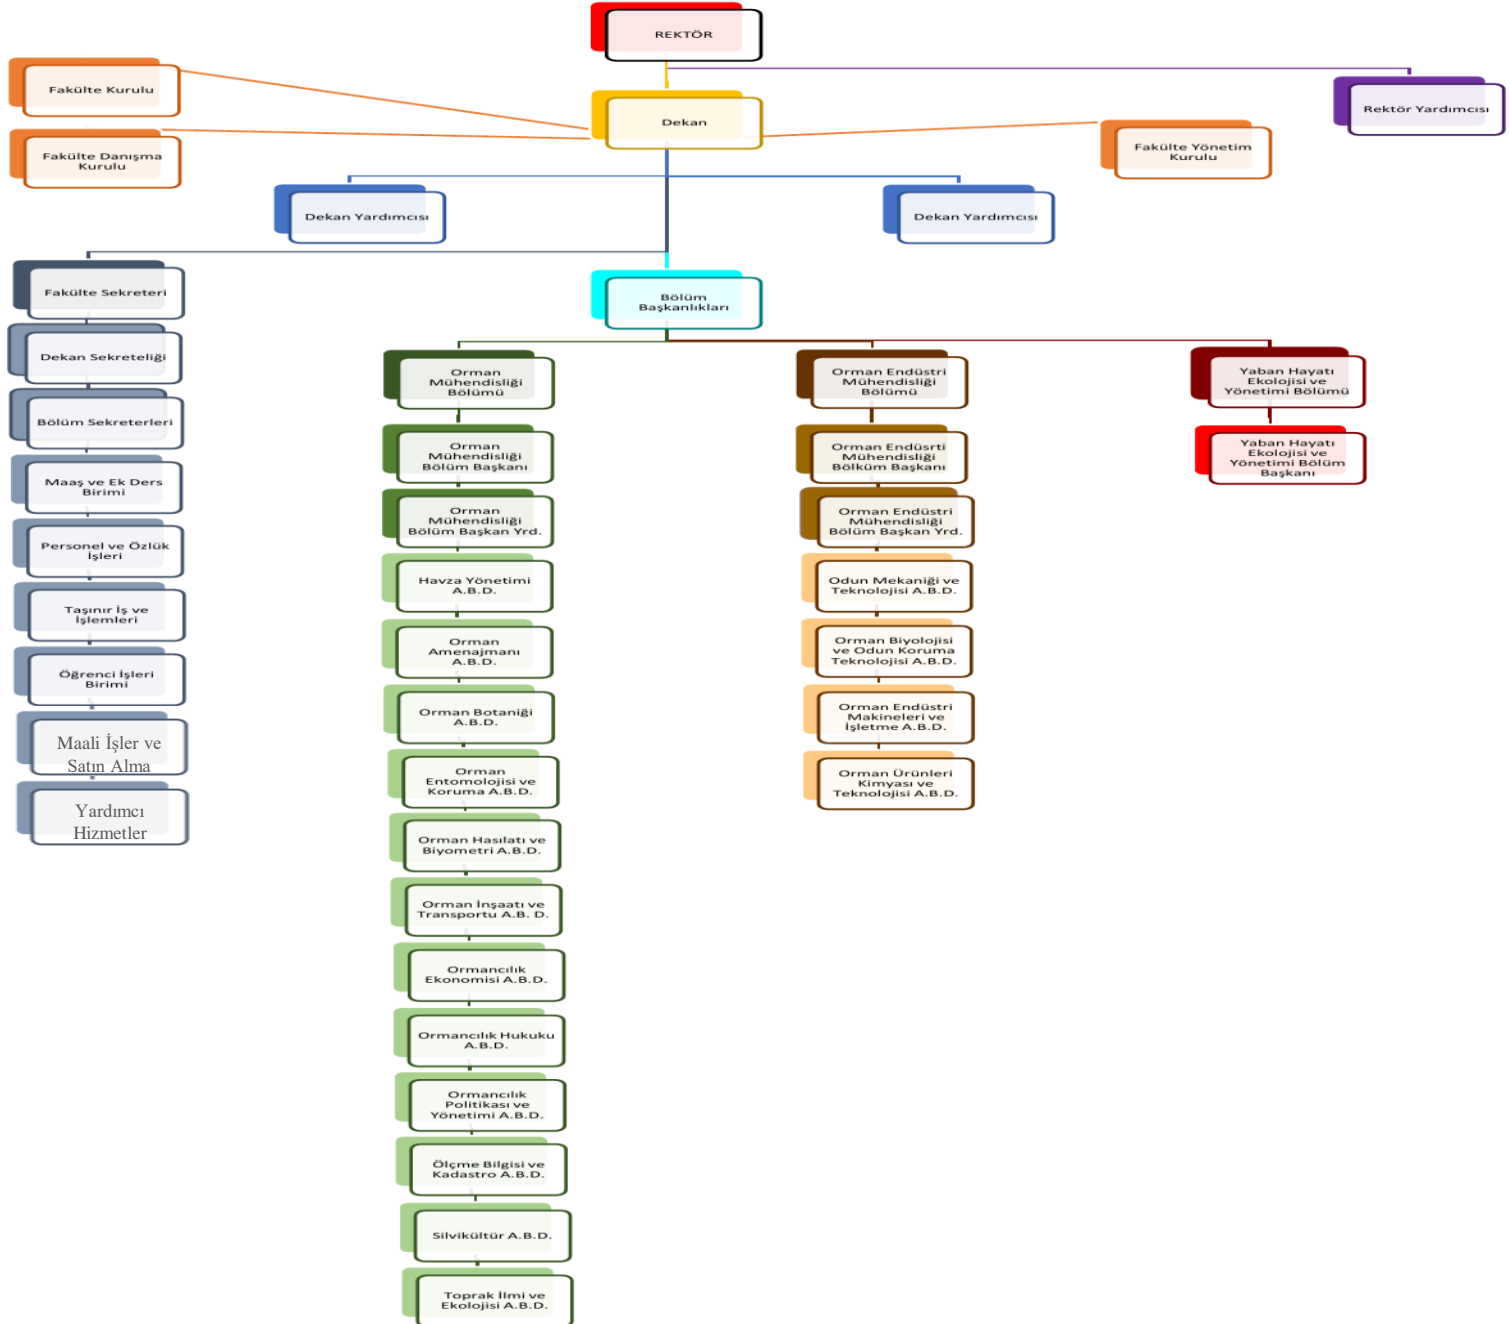 REKTÖR
Fakülte Kurulu
Dekan
Rektör Yardımcısı
Fakülte Danışma
Kurulu
Fakülte Yönetim
Kurulu
Dekan Yardımcısı
Dekan Yardımcısı
Fakülte Sekreteri
Dekan Sekreteliği
Bölüm Sekreterleri
Maaş ve Ek Ders
Birimi
Personel ve Özlük
İşleri
Taşınır İş ve
İşlemleri
Öğrenci İşleri
Birimi
Maali İşler ve
Satın Alma
Yardımcı
Hizmetler
Bölüm
Başkanlıkları
Orman
Mühendisliği
Bölümü
Orman
Mühendisliği
Bölüm Başkanı
Orman
Mühendisliği
Bölüm Başkan Yrd.
Havza Yönetimi
A.B.D.
Orman
Amenajmanı
A.B.D.
Orman Botaniği
A.B.D.
Orman
Entomolojisi ve
Koruma A.B.D.
Orman Hasılatı ve
Biyometri A.B.D.
Orman İnşaatı ve
Transportu A.B. D.
Ormancılık
Ekonomisi A.B.D.
Ormancılık Hukuku
A.B.D.
Ormancılık
Politikası ve
Yönetimi A.B.D.
Ölçme Bilgisi ve
Kadastro A.B.D.
Silvikültür A.B.D.
Toprak İlmi ve
Ekolojisi A.B.D.
Orman Endüstri
Mühendisliği
Bölümü
Orman Endüsrti
Mühendisliği
Bölküm Başkanı
Orman Endüstri
Mühendisliği
Bölüm Başkan Yrd.
Odun Mekaniği ve
Teknolojisi A.B.D.
Orman Biyolojisi
ve Odun Koruma
Teknolojisi A.B.D.
Orman Endüstri
Makineleri ve
İşletme A.B.D.
Orman Ürünleri
Kimyası ve
Teknolojisi A.B.D.
Yaban Hayatı
Ekolojisi ve
Yönetimi Bölümü
Yaban Hayatı
Ekolojisi ve
Yönetimi Bölüm
Başkanı